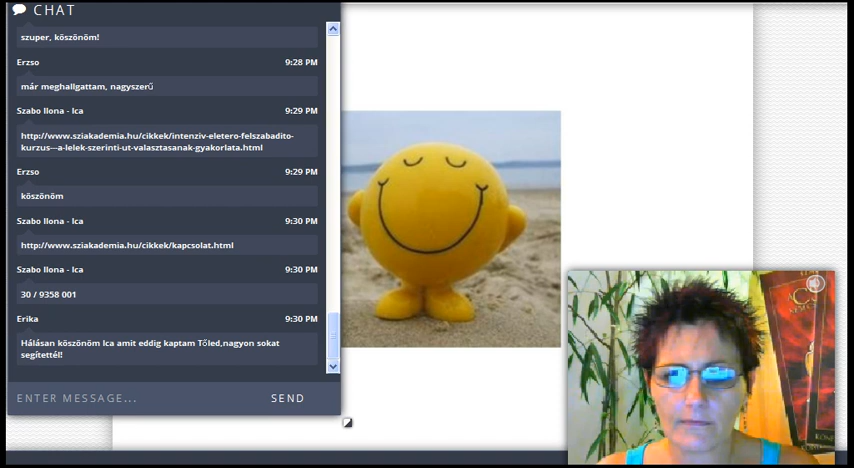 CHAT
szuper, köszönöm!
Erzso 9:28 PM
már meghallgattam, nagyszerű
Szabo Ilona - Ica 9:29 PM
http://www.sziakademia.hu/cikkek/intenziv-eletero-felszabadito-
kurzus---a-lelek-szerinti-ut-valasztasanak-gyakorlata.html
Erzso 9:29 PM
köszönöm
Szabo Ilona - Ica 9:30 PM
http://www.sziakademia.hu/cikkek/kapcsolat.html
Szabo Ilona - Ica 9:30 PM
30 / 9358 001
Erika 9:30 PM
Hálásan köszönöm Ica amit eddig kaptam Tőled,nagyon sokat
segítettél!
ENTER MESSAGE... SEND